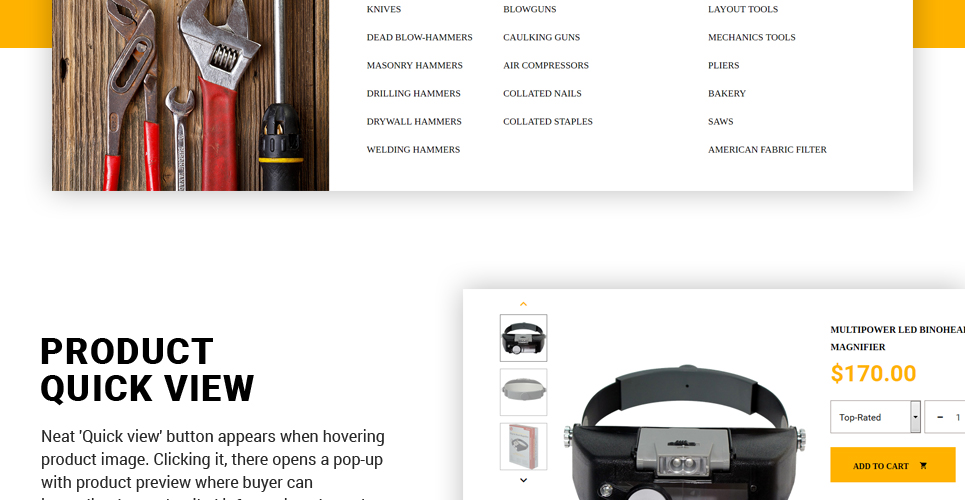 KNIVES
DEAD BLOW-HAMMERS
MASONRY HAMMERS
DRILLING HAMMERS
DRYWALL HAMMERS
WELDING HAMMERS
BLOWGUNS
CAULKING GUNS
AIR COMPRESSORS
COLLATED NAILS
COLLATED STAPLES
LAYOUT TOOLS
MECHANICS TOOLS
PLIERS
BAKERY
SAWS
AMERICAN FABRIC FILTER
PRODUCT
QUICK VIEW
Neat 'Quick view' button appears when hovering
product image. Clicking it, there opens a pop-up
with product preview where buyer can
MULTIPOWER LED BINOHEA
MAGNIFIER
$170.00
Top-Rated
- 1
ADD TO CART